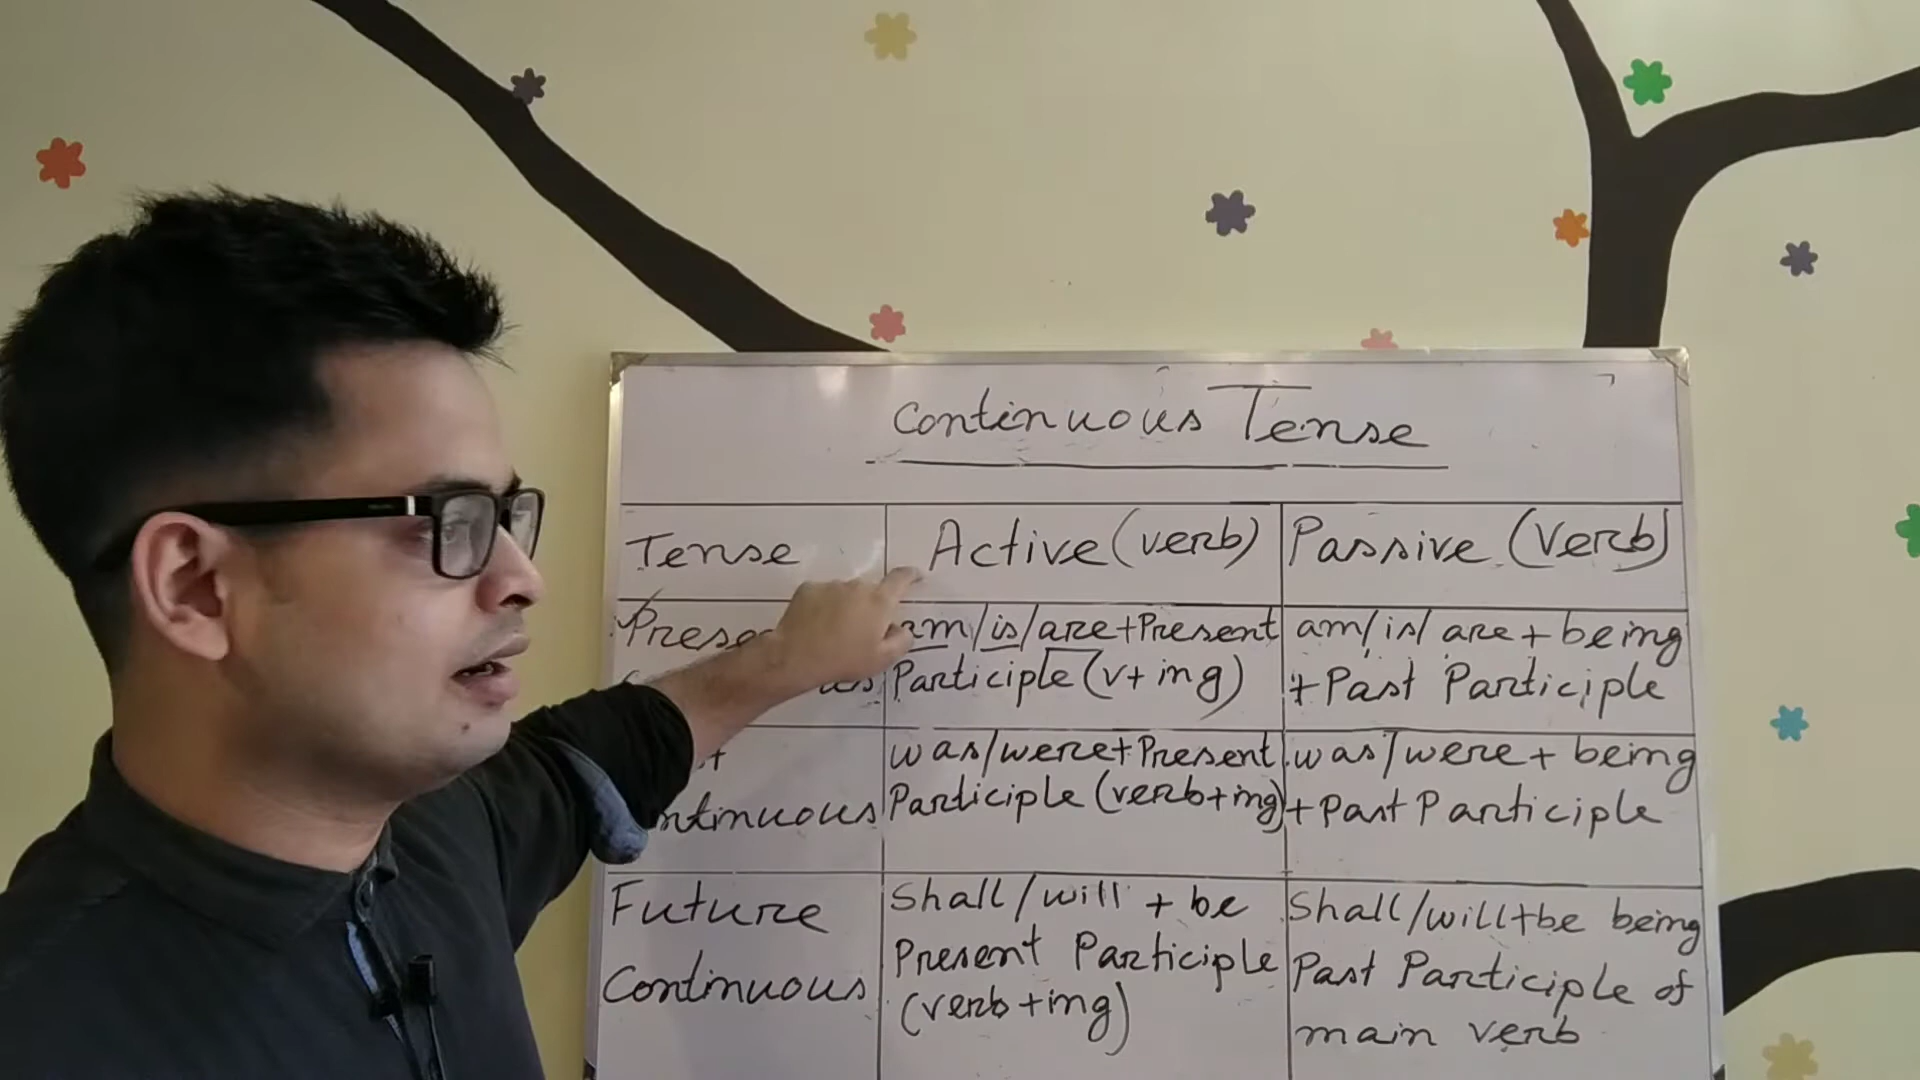 Continuous Tense
Tense
Active (verb)
Passive (Verb)
am/is/are+Present
Participle (v+ing)
am/is/are+being
+Past Participle
Continuous
was/were+Present
Participle (verb+ing)
was/were+being
+Past Participle
Future
Continuous
Shall/will + be
Present Participle
(verb+ing)
Shall/will+be being
Past Participle of
main verb